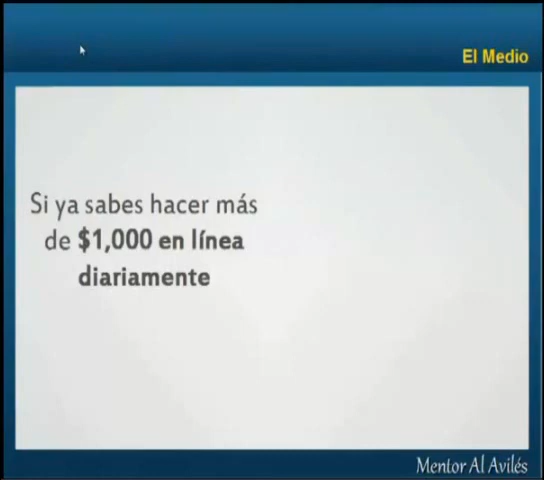 El Medio
Si ya sabes hacer más
de $1,000 en línea
diariamente
Mentor Al Avilés